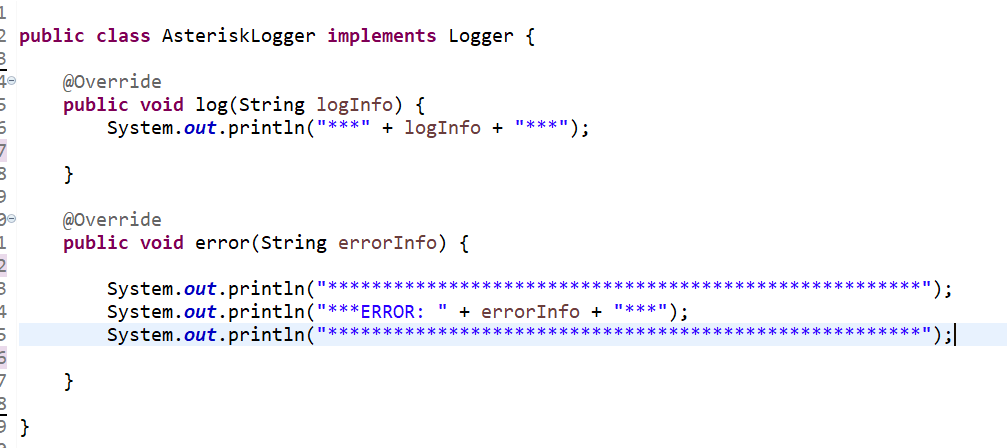 public class AsteriskLogger implements Logger {
@Override
public void log(String logInfo) {
System.out.println("***" + logInfo + "***");
}
@Override
public void error(String errorInfo) {
System.out.println("******************************************************");
System.out.println("***ERROR: " + errorInfo + "***");
System.out.println("******************************************************");
}
}